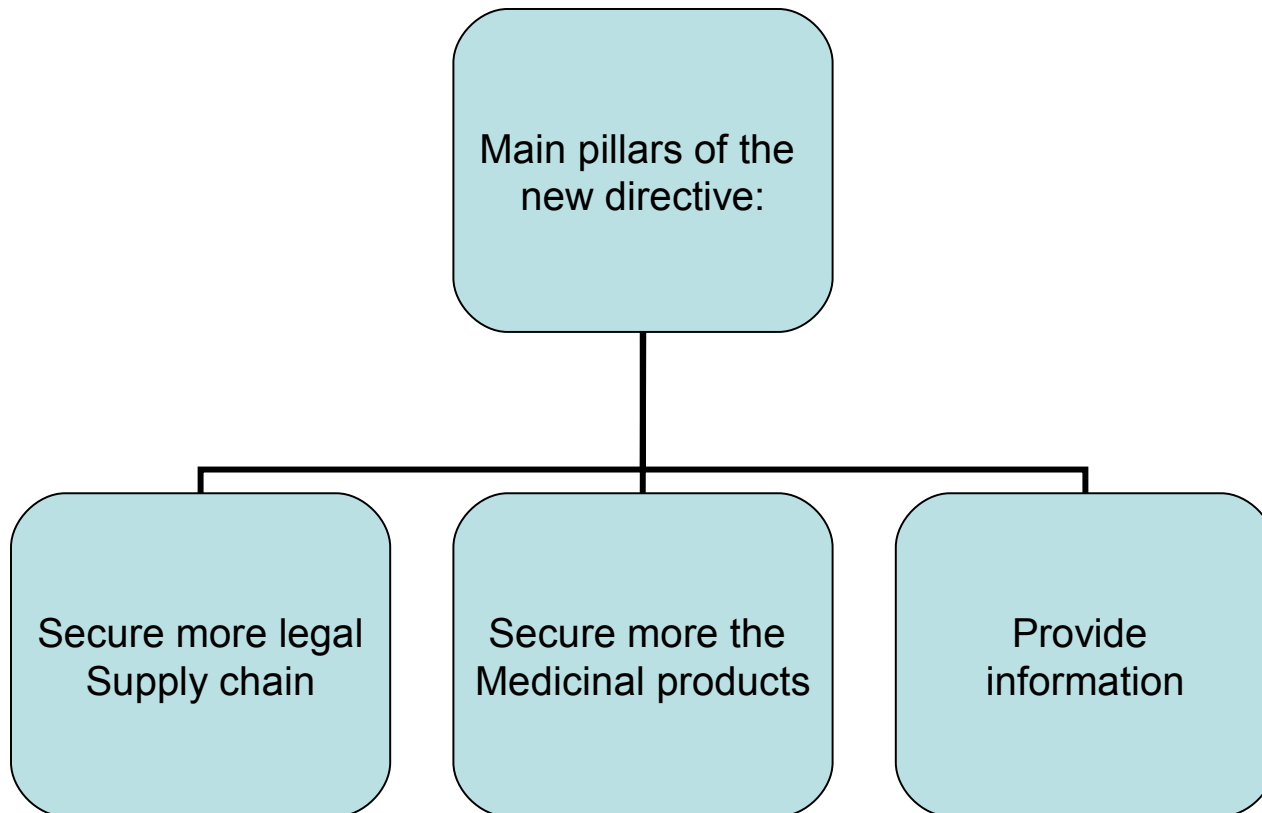 Main pillars of the
new directive:
Secure more legal
Supply chain
Secure more the
Medicinal products
Provide
information